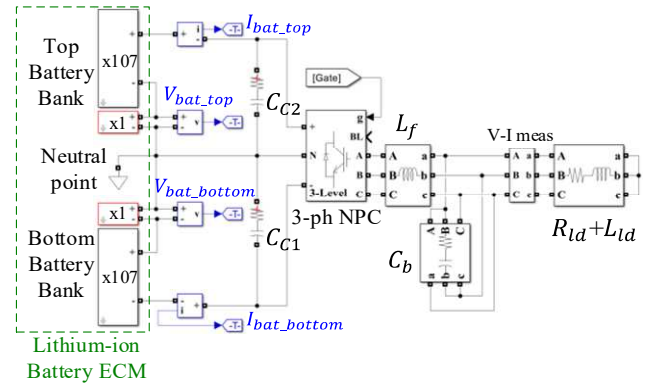 I_bat_top
x107
+
-
i
+
-
-T-
Top
Battery
Bank
[Gate]
C_C2
x1
+
-
+
-
v
-T-
V_bat_top
g
BL
L_f
V-I meas
+
N
-
A
B
C
3-Level
A
B
C
a
b
c
A
B
C
a
b
c
A
B
C
a
b
c
Neutral
point
V_bat_bottom
3-ph NPC
R_ld+L_ld
x1
+
-
+
-
v
-T-
C_C1
A
B
C
C_b
a
b
c
Bottom
Battery
Bank
x107
+
-
-
+
i
-T-
I_bat_bottom
Lithium-ion
Battery ECM